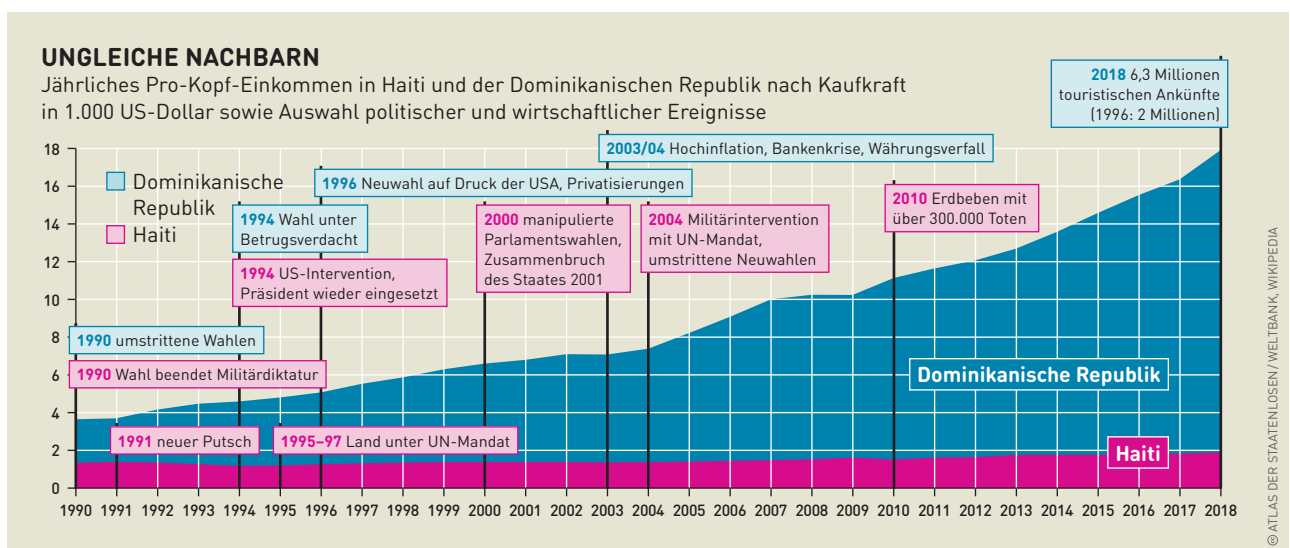 UNGLEICHE NACHBARN
Jährliches Pro-Kopf-Einkommen in Haiti und der Dominikanischen Republik nach Kaufkraft
in 1.000 US-Dollar sowie Auswahl politischer und wirtschaftlicher Ereignisse
2018 6,3 Millionen
touristischen Ankünfte
(1996: 2 Millionen)
2003/04 Hochinflation, Bankenkrise, Währungsverfall
1996 Neuwahl auf Druck der USA, Privatisierungen
Dominikanische
Republik
Haiti
1994 Wahl unter
Betrugsverdacht
1994 US-Intervention,
Präsident wieder eingesetzt
2000 manipulierte
Parlamentswahlen,
Zusammenbruch
des Staates 2001
2004 Militärintervention
mit UN-Mandat,
umstrittene Neuwahlen
2010 Erdbeben mit
über 300.000 Toten
1990 umstrittene Wahlen
1990 Wahl beendet Militärdiktatur
1991 neuer Putsch
1995–97 Land unter UN-Mandat
Dominikanische Republik
Haiti
18
16
14
12
10
8
6
4
2
0
1990 1991 1992 1993 1994 1995 1996 1997 1998 1999 2000 2001 2002 2003 2004 2005 2006 2007 2008 2009 2010 2011 2012 2013 2014 2015 2016 2017 2018
© ATLAS DER STAATENLOSEN / WELTBANK, WIKIPEDIA